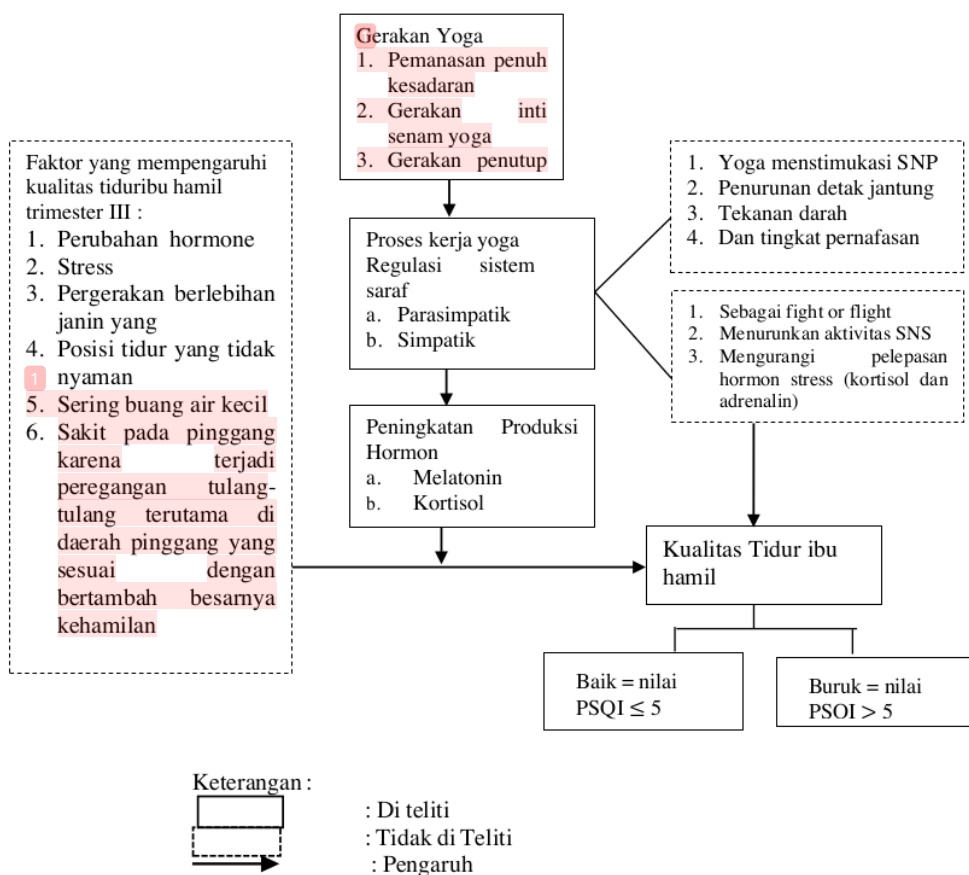 Gerakan Yoga
1. Pemanasan penuh
kesadaran
2. Gerakan inti
senam yoga
3. Gerakan penutup
Faktor yang mempengaruhi
kualitas tiduribu hamil
trimester III :
1. Perubahan hormone
2. Stress
3. Pergerakan berlebihan
janin yang
4. Posisi tidur yang tidak
1 nyaman
5. Sering buang air kecil
6. Sakit pada pinggang
karena terjadi
peregangan tulang-
tulang terutama di
daerah pinggang yang
sesuai dengan
bertambah besarnya
kehamilan
Proses kerja yoga
Regulasi sistem
saraf
a. Parasimpatik
b. Simpatik
1. Yoga menstimukasi SNP
2. Penurunan detak jantung
3. Tekanan darah
4. Dan tingkat pernafasan
1. Sebagai fight or flight
2. Menurunkan aktivitas SNS
3. Mengurangi pelepasan
hormon stress (kortisol dan
adrenalin)
Peningkatan Produksi
Hormon
a. Melatonin
b. Kortisol
Kualitas Tidur ibu
hamil
Baik = nilai
PSQI ≤ 5
Buruk = nilai
PSOI > 5
Keterangan :
: Di teliti
: Tidak di Teliti
: Pengaruh